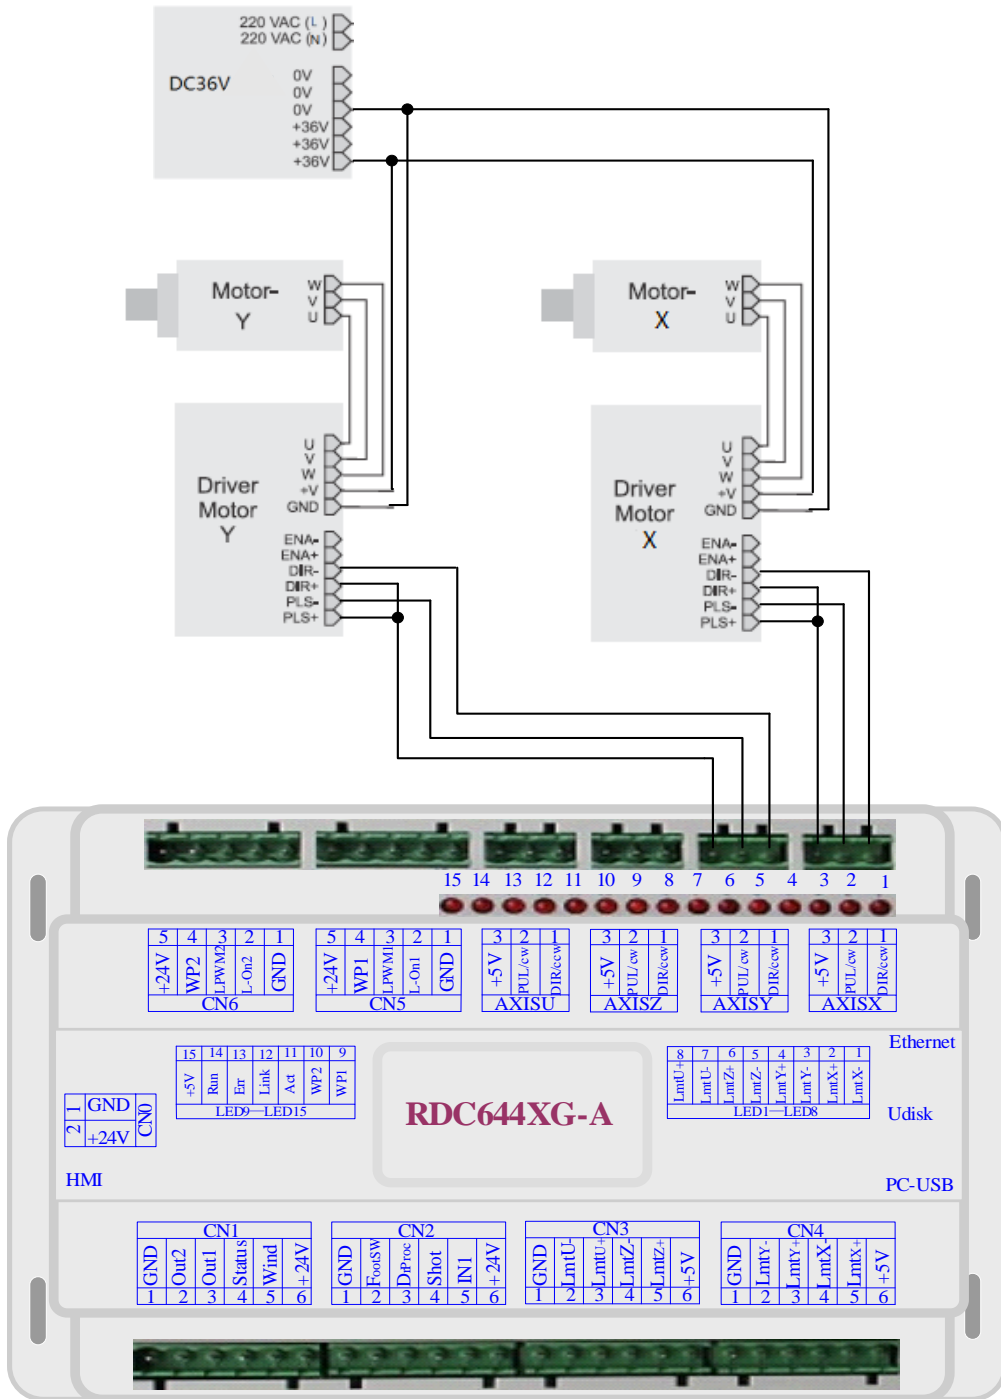 220 VAC (L)
220 VAC (N)
DC36V
0V
0V
0V
+36V
+36V
+36V
Motor-
Y
W
V
U
Motor-
X
W
V
U
Driver
Motor
Y
U
V
W
+V
GND
ENA-
ENA+
DIR-
DIR+
PLS-
PLS+
Driver
Motor
X
U
V
W
+V
GND
ENA-
ENA+
DIR-
DIR+
PLS-
PLS+
15 14 13 12 11 10 9 8 7 6 5 4 3 2 1
5 4 3 2 1
+24V WP2 LPWM2 L-On2 GND
CN6
5 4 3 2 1
+24V WP1 LPWM1 L-On1 GND
CN5
3 2 1
+5V PUL/cw DIR/ccw
AXISU
3 2 1
+5V PUL/cw DIR/ccw
AXISZ
3 2 1
+5V PUL/cw DIR/ccw
AXISY
3 2 1
+5V PUL/cw DIR/ccw
AXISX
Ethernet
15 14 13 12 11 10 9
+5V Run Err Link Act WP2 WP1
LED9—LED15
RDC644XG-A
8 7 6 5 4 3 2 1
LmtU+ LmtU- LmtZ+ LmtZ- LmtY+ LmtY- LmtX+ LmtX-
LED1—LED8
Udisk
1 GND
2 +24V
CN0
HMI
PC-USB
CN1
GND Out2 Out1 Status Wind +24V
1 2 3 4 5 6
CN2
GND FootSW DrProc Shot IN1 +24V
1 2 3 4 5 6
CN3
GND LmtU- LmtU+ LmtZ- LmtZ+ +5V
1 2 3 4 5 6
CN4
GND LmtY- LmtY+ LmtX- LmtX+ +5V
1 2 3 4 5 6